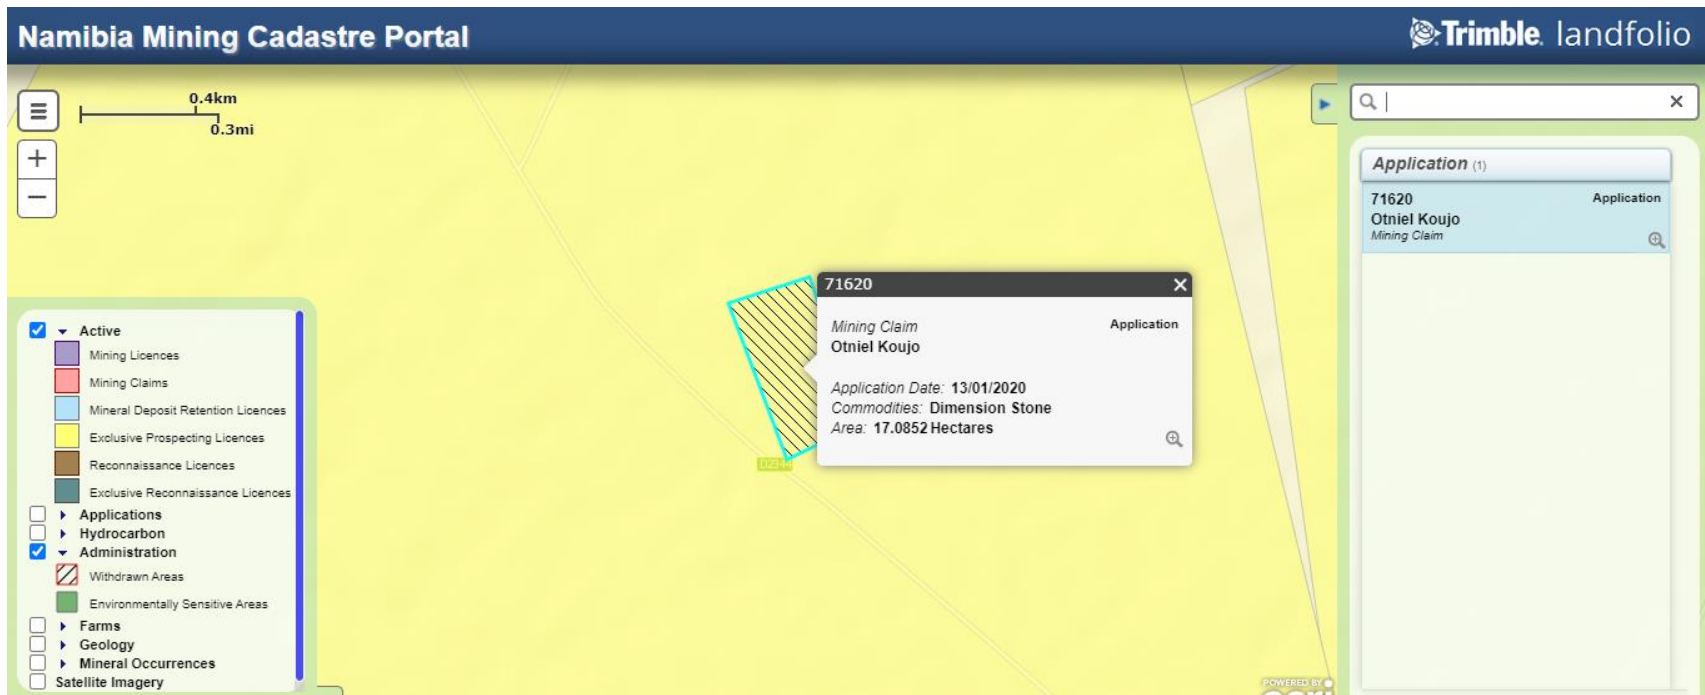 Namibia Mining Cadastre Portal
Trimble. landfolio
0.4km
0.3mi
Application (1)
71620
Application
Otniel Koujo
Mining Claim
71620
Mining Claim
Application
Otniel Koujo
Application Date: 13/01/2020
Commodities: Dimension Stone
Area: 17.0852 Hectares
D2344
Active
Mining Licences
Mining Claims
Mineral Deposit Retention Licences
Exclusive Prospecting Licences
Reconnaissance Licences
Exclusive Reconnaissance Licences
Applications
Hydrocarbon
Administration
Withdrawn Areas
Environmentally Sensitive Areas
Farms
Geology
Mineral Occurrences
Satellite Imagery
POWERED BY